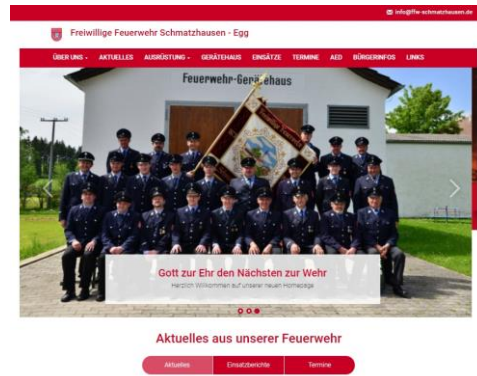 info@ffw-schmatzhausen.de
Freiwillige Feuerwehr Schmatzhausen - Egg
ÜBER UNS
AKTUELLES
AUSRÜSTUNG
GERÄTEHAUS
EINSÄTZE
TERMINE
AED
BÜRGERINFOS
LINKS
Feuerwehr-Gerätehaus
Gott zur Ehr den Nächsten zur Wehr
Herzlich Willkommen auf unserer neuen Homepage
Aktuelles aus unserer Feuerwehr
Aktuelles
Einsatzberichte
Termine